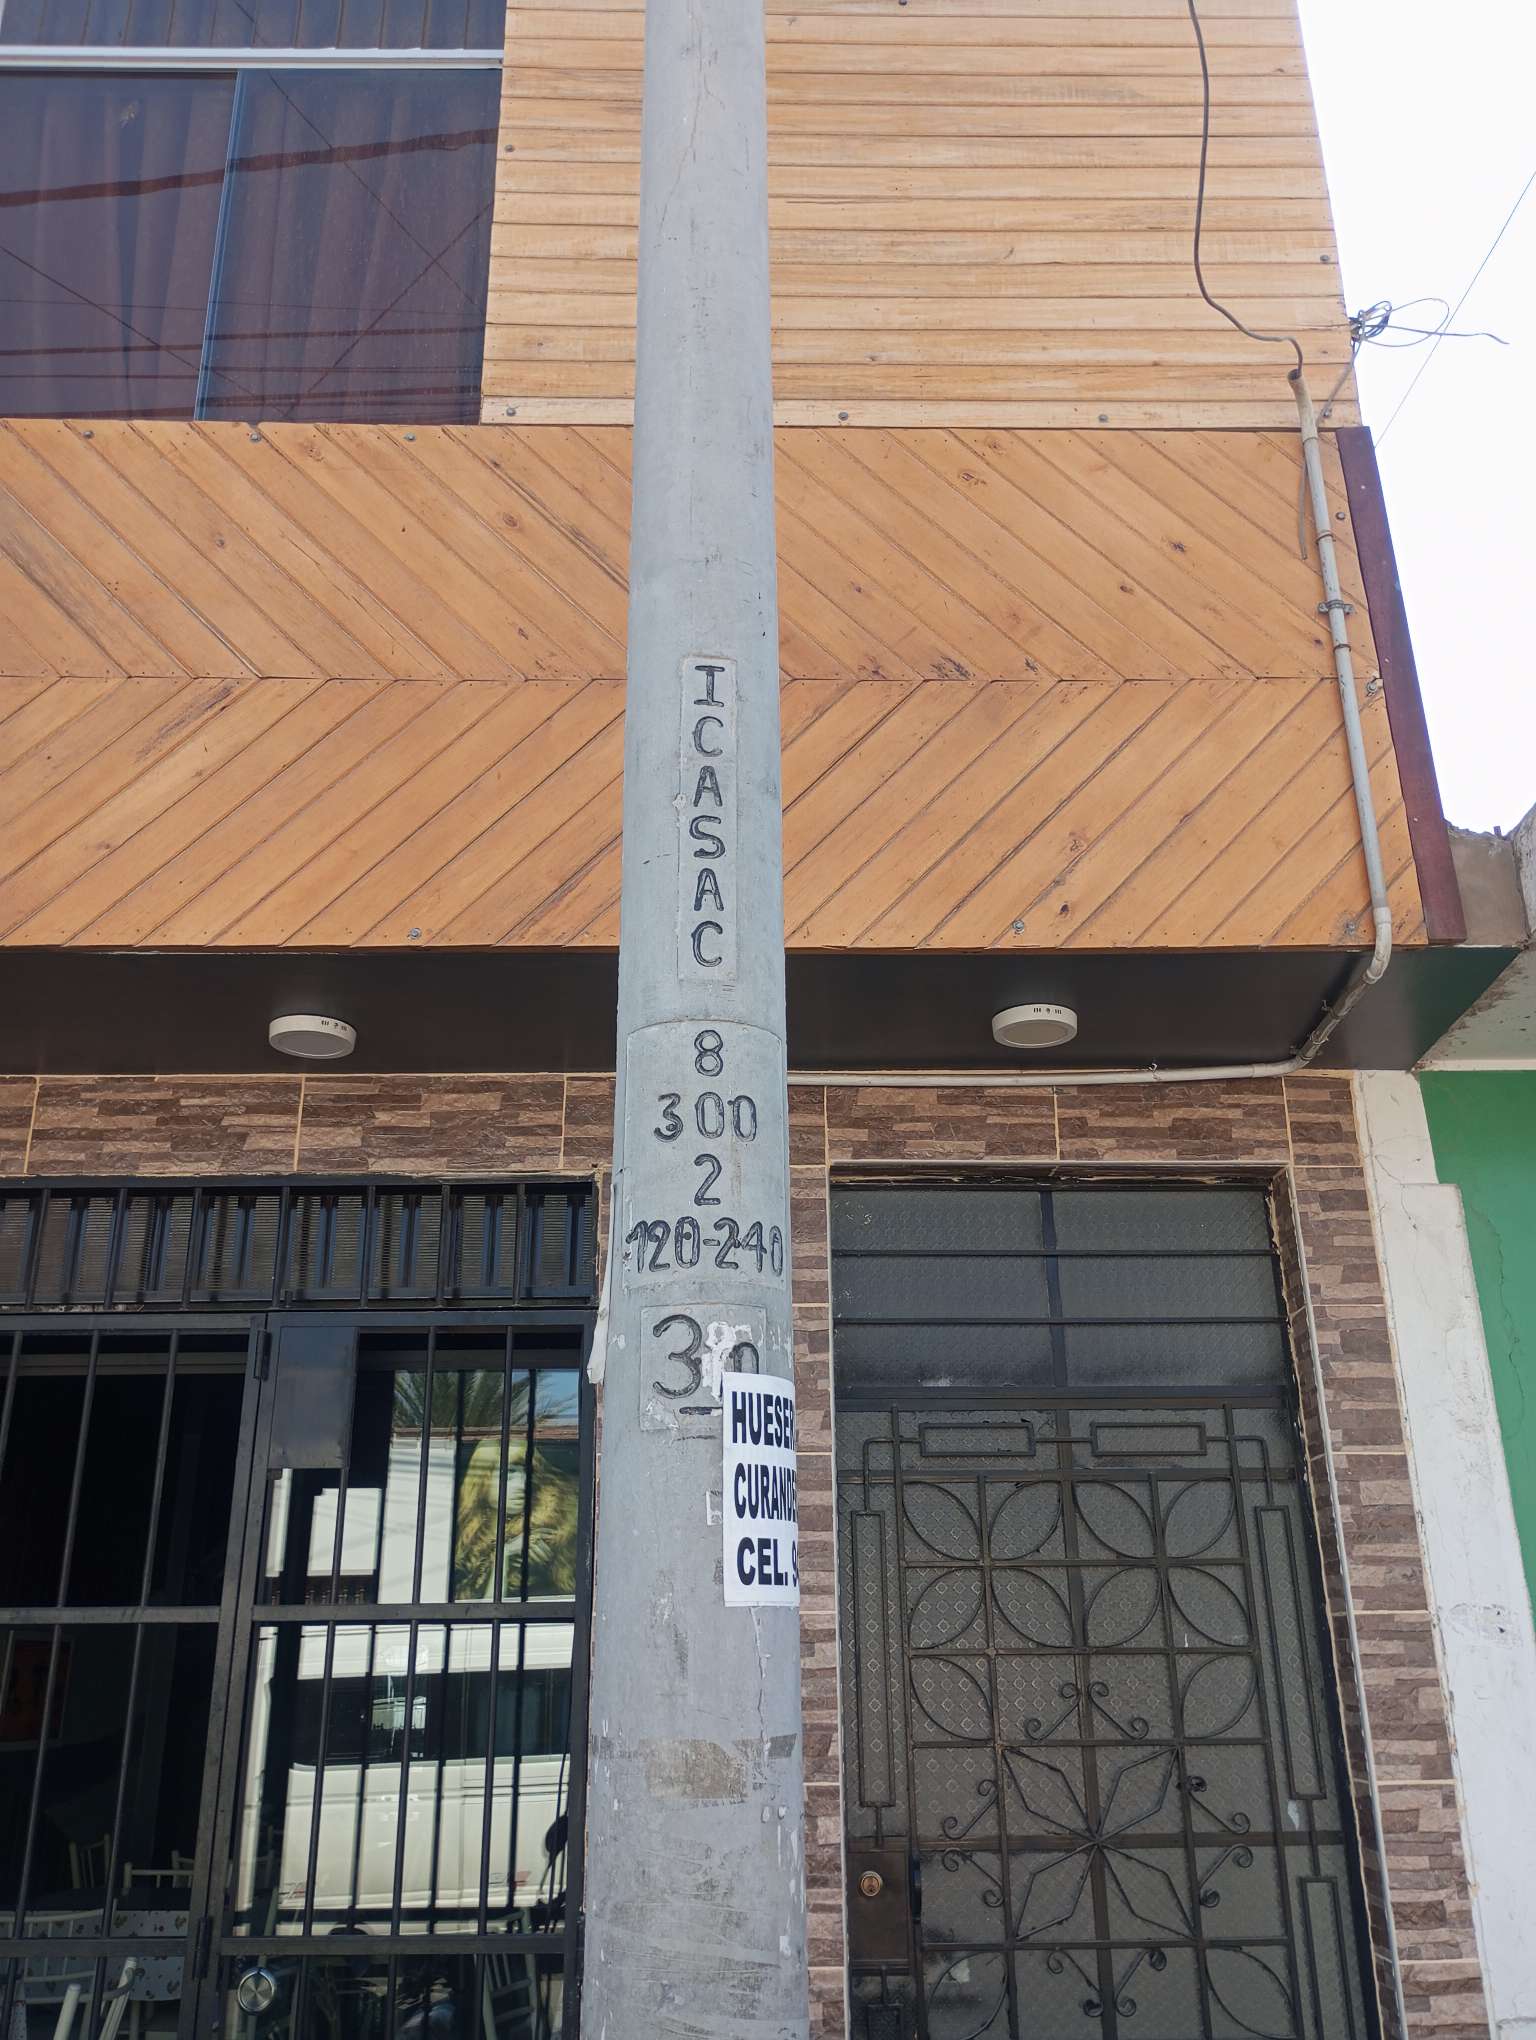 ICASAC
8
300
2
120-240
HUESER
CURANDE
CEL. 9